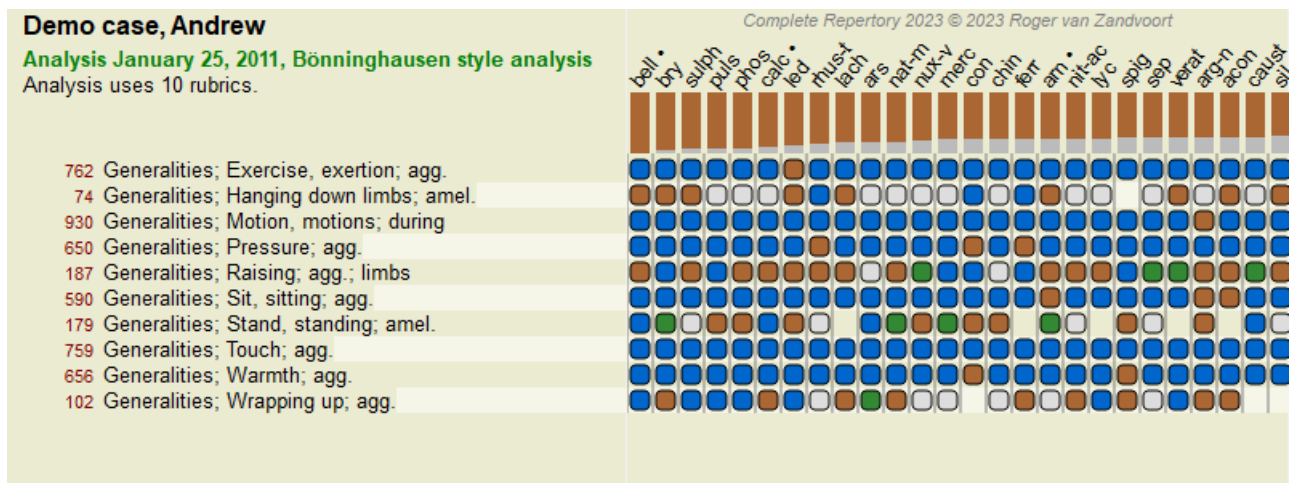 Demo case, Andrew
Analysis January 25, 2011, Bönninghausen style analysis
Analysis uses 10 rubrics.
Complete Repertory 2023 © 2023 Roger van Zandvoort
bell • bry sulph puls phos calc • led rhus-t lach ars nat-m nux-v merc con chin ferr arn • nit-ac lyc spig sep verat arg-n acon caust sil
762 Generalities; Exercise, exertion; agg.
74 Generalities; Hanging down limbs; amel.
930 Generalities; Motion, motions; during
650 Generalities; Pressure; agg.
187 Generalities; Raising; agg.; limbs
590 Generalities; Sit, sitting; agg.
179 Generalities; Stand, standing; amel.
759 Generalities; Touch; agg.
656 Generalities; Warmth; agg.
102 Generalities; Wrapping up; agg.